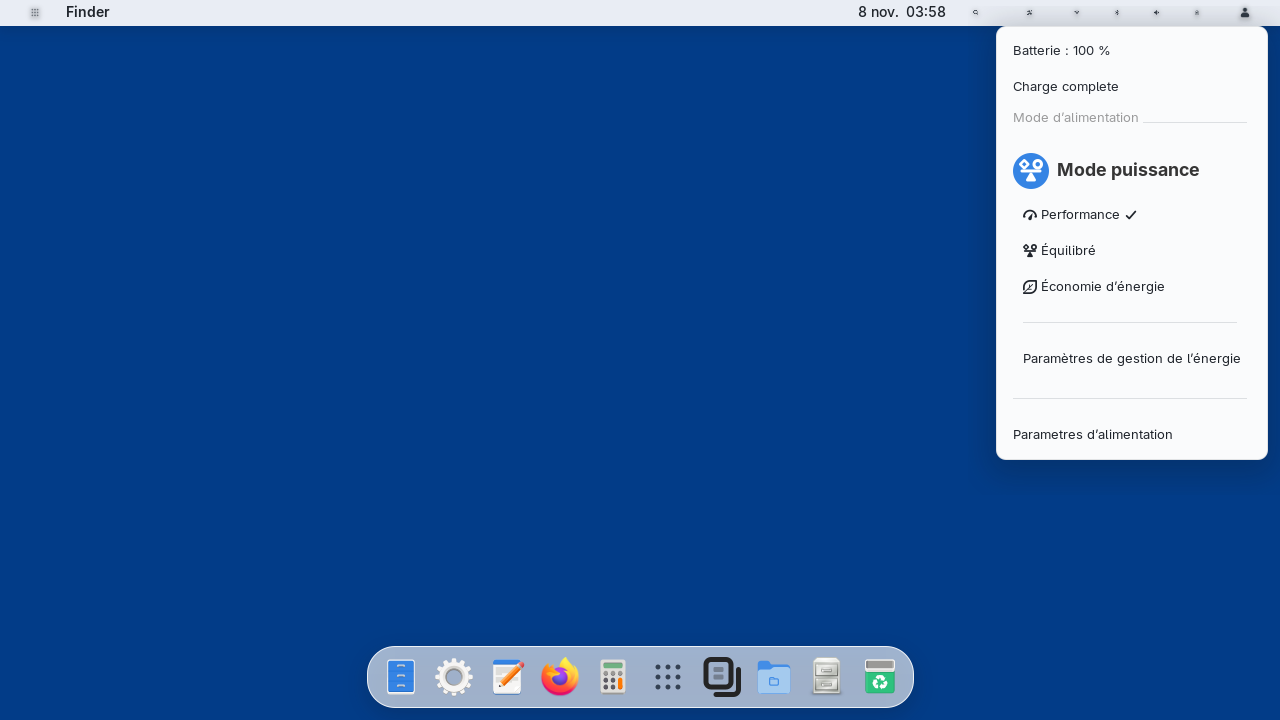 Finder
8 nov.  03:58
Batterie : 100 %
Charge complete
Mode d’alimentation
Mode puissance
Performance
Équilibré
Économie d’énergie
Paramètres de gestion de l’énergie
Parametres d’alimentation